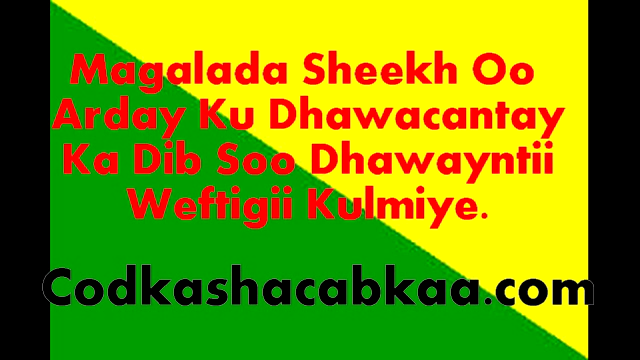 Magalada Sheekh Oo
Arday Ku Dhawacantay
Ka Dib Soo Dhawayntii
Weftigii Kulmiye.
Codkashacabkaa.com